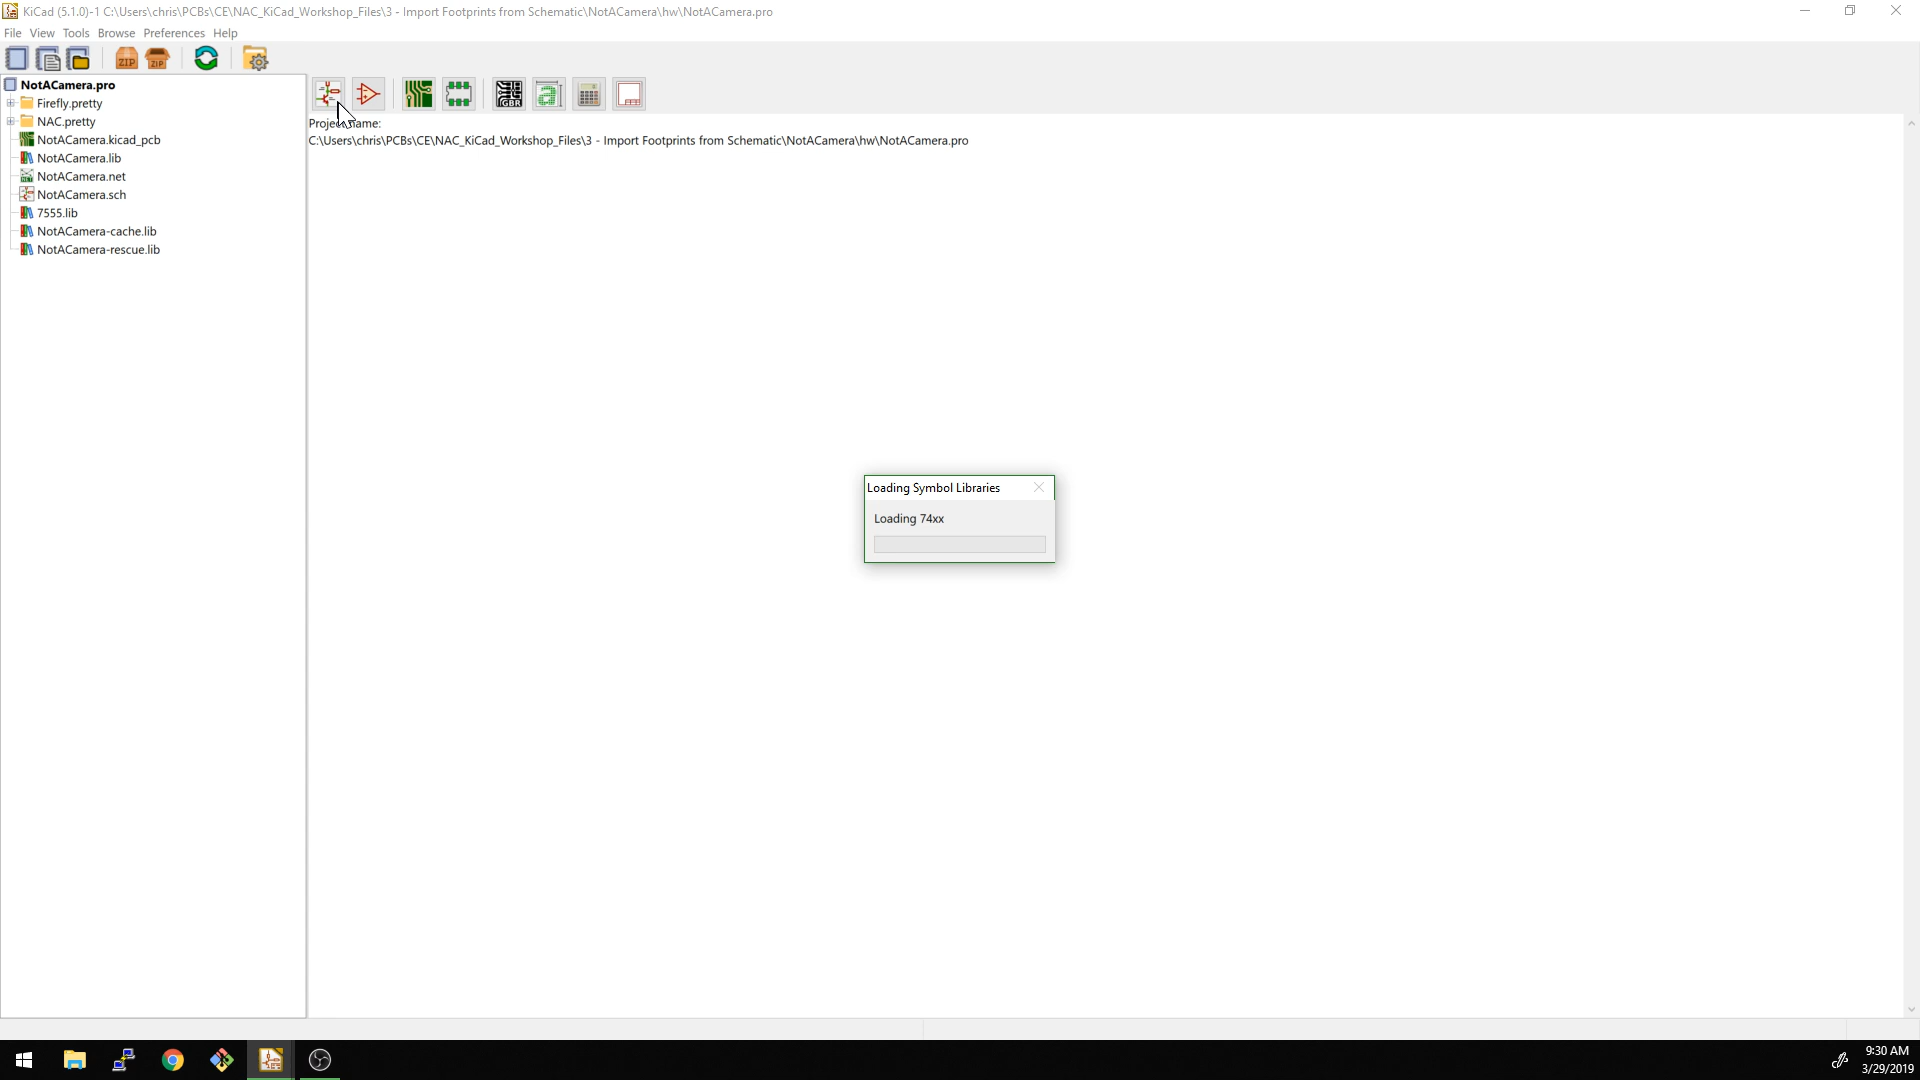 KiCad (5.1.0)-1 C:\Users\chris\PCBs\CE\NAC_KiCad_Workshop_Files\3 - Import Footprints from Schematic\NotACamera\hw\NotACamera.pro
File View Tools Browse Preferences Help
ZIP ZIP
NotACamera.pro
Firefly.pretty
NAC.pretty
NotACamera.kicad_pcb
NotACamera.lib
NotACamera.net
NotACamera.sch
7555.lib
NotACamera-cache.lib
NotACamera-rescue.lib
GBR a
Project name:
C:\Users\chris\PCBs\CE\NAC_KiCad_Workshop_Files\3 - Import Footprints from Schematic\NotACamera\hw\NotACamera.pro
Loading Symbol Libraries
Loading 74xx
9:30 AM
3/29/2019